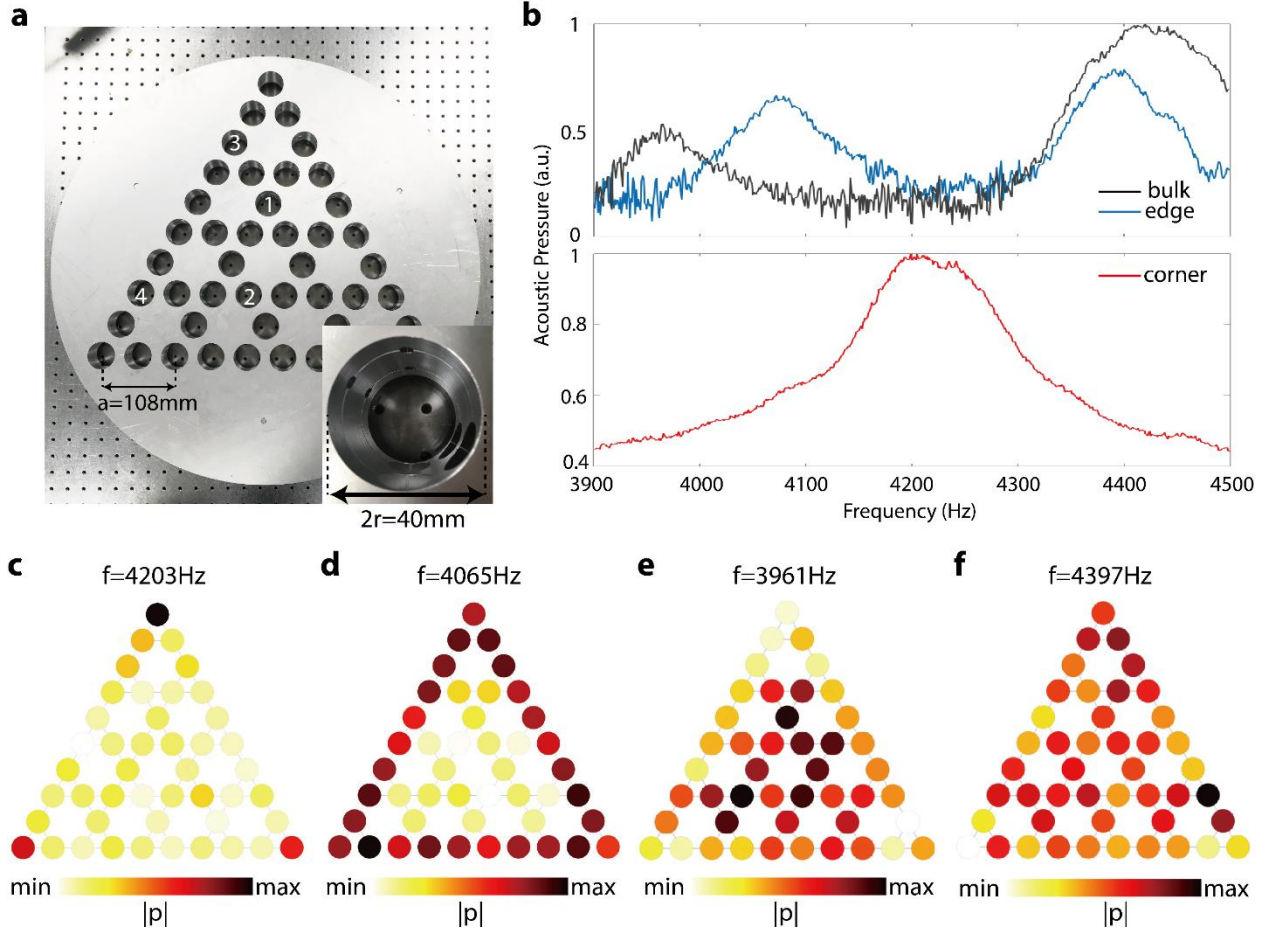 a
3
1
4
2
a=108mm
2r=40mm
b
Acoustic Pressure (a.u.)
1
0.5
0
bulk
edge
1
0.8
0.6
0.4
corner
3900
4000
4100
4200
4300
4400
4500
Frequency (Hz)
c
f=4203Hz
min
max
|p|
d
f=4065Hz
min
max
|p|
e
f=3961Hz
min
max
|p|
f
f=4397Hz
min
max
|p|